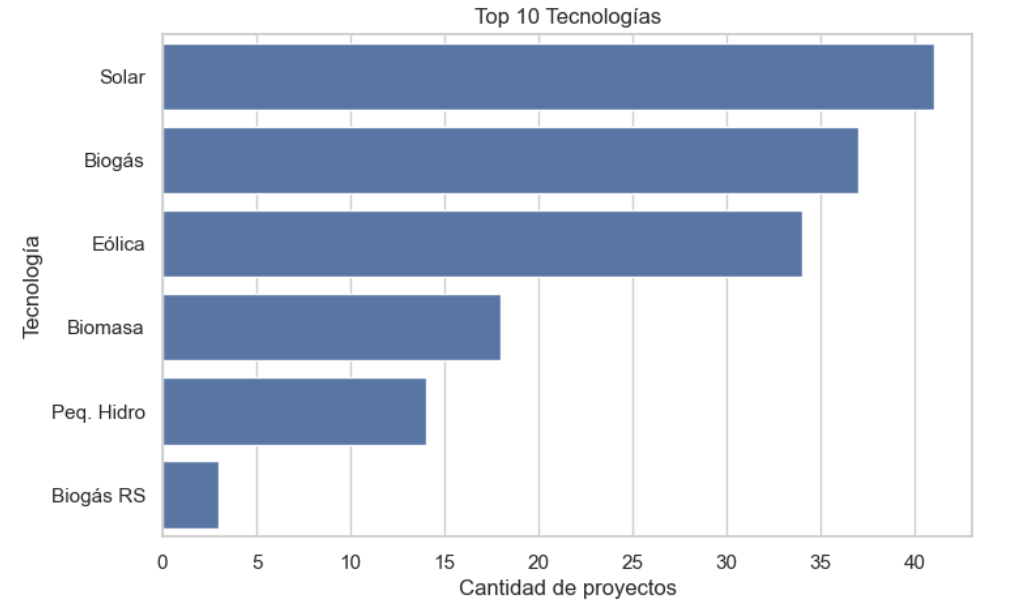 Top 10 Tecnologías
Tecnología
Solar
Biogás
Eólica
Biomasa
Peq. Hidro
Biogás RS
0 5 10 15 20 25 30 35 40
Cantidad de proyectos